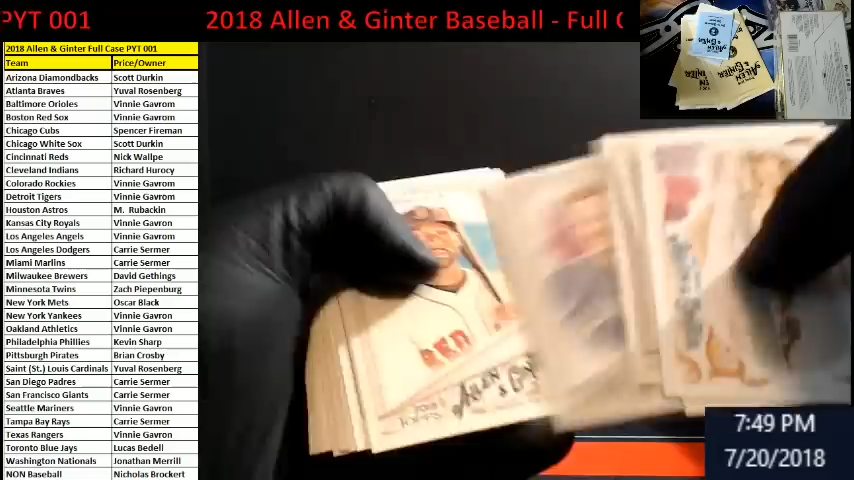 PYT 001
2018 Allen & Ginter Baseball - Full C
2018 Allen & Ginter Full Case PYT 001
Team Price/Owner
Arizona Diamondbacks Scott Durkin
Atlanta Braves Yuval Rosenberg
Baltimore Orioles Vinnie Gavrom
Boston Red Sox Vinnie Gavrom
Chicago Cubs Spencer Fireman
Chicago White Sox Scott Durkin
Cincinnati Reds Nick Wallpe
Cleveland Indians Richard Hurocy
Colorado Rockies Vinnie Gavrom
Detroit Tigers Vinnie Gavrom
Houston Astros M. Rubackin
Kansas City Royals Vinnie Gavron
Los Angeles Angels Vinnie Gavrom
Los Angeles Dodgers Carrie Sermer
Miami Marlins Carrie Sermer
Milwaukee Brewers David Gethings
Minnesota Twins Zach Piepenburg
New York Mets Oscar Black
New York Yankees Vinnie Gavron
Oakland Athletics Vinnie Gavron
Philadelphia Phillies Kevin Sharp
Pittsburgh Pirates Brian Crosby
Saint (St.) Louis Cardinals Yuval Rosenberg
San Diego Padres Carrie Sermer
San Francisco Giants Carrie Sermer
Seattle Mariners Vinnie Gavron
Tampa Bay Rays Carrie Sermer
Texas Rangers Vinnie Gavron
Toronto Blue Jays Lucas Bedell
Washington Nationals Jonathan Merrill
NON Baseball Nicholas Brockert
RED
Allen & G
7:49 PM
7/20/2018